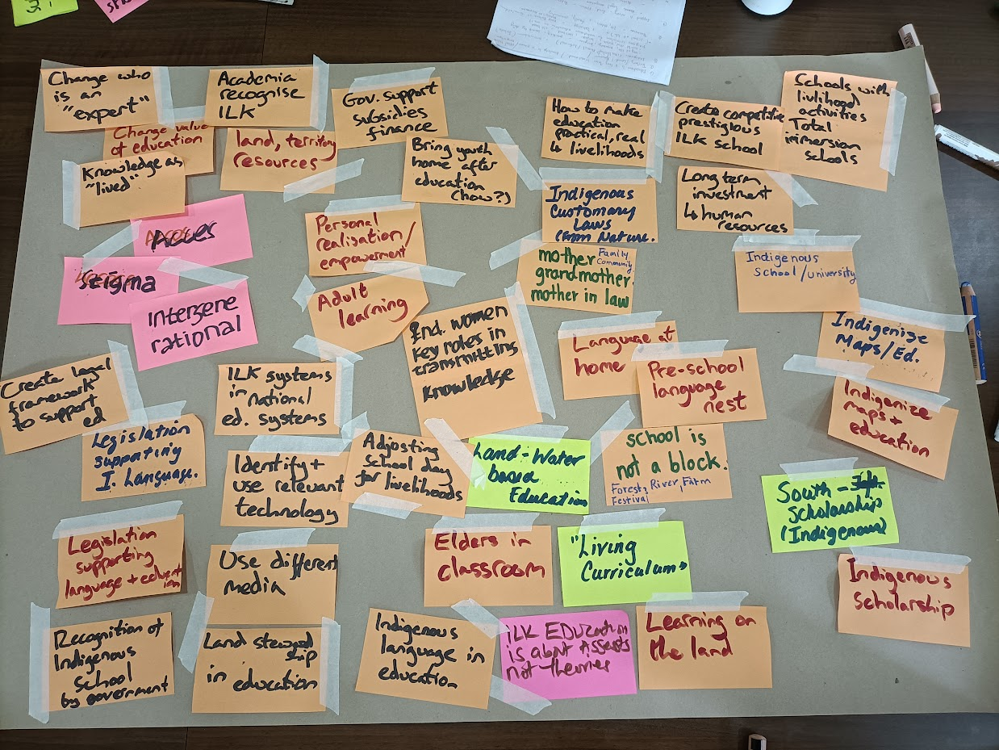 Change who
is an
"expert"
Academia
recognise
ILK
Gov. support
subsidies
finance
How to make
education
practical, real
↳ livelihoods
Create competitive
prestigious
ILK school
Schools with
livlihood
activities
Total
immersion
schools
Change value
of education
land, territory
resources
Bring youth
home after
education
(how?)
Knowledge as
"lived"
Indigenous
Customary
Laws
(From Nature.
Long term
investment
↳ human
resources
Personal
realisation/
empowerment
mother
grandmother.
mother in law
Family
Community
Indigenous
School/university
Stigma
Intergene
rational
Adult
learning
Ind. women
key roles in
transmitting
knowledge
Language at
home
Pre-school
language
nest
Indigenize
Maps/Ed.
Create legal
framework
to support
ed
ILK systems
in national
ed. systems
Indigenize
maps +
education
Legislation
supporting
I. Language.
Identify +
use relevant
technology
Adjosting
School day
for livelihoods
Land-Water
based
Education
school is
not a block.
Forest, River, Farm
Festival
South -
Scholarship
(Indigenous)
Legislation
supporting
language + education
Use different
media
Elders in
classroom
"Living
Curriculum"
Indigenous
Scholarship
Recognition of
Indigenous
school
by government
Land steward
ship
in education
Indigenous
language in
education
ILK EDucation
is about Assests
not theories
Learning on
the land